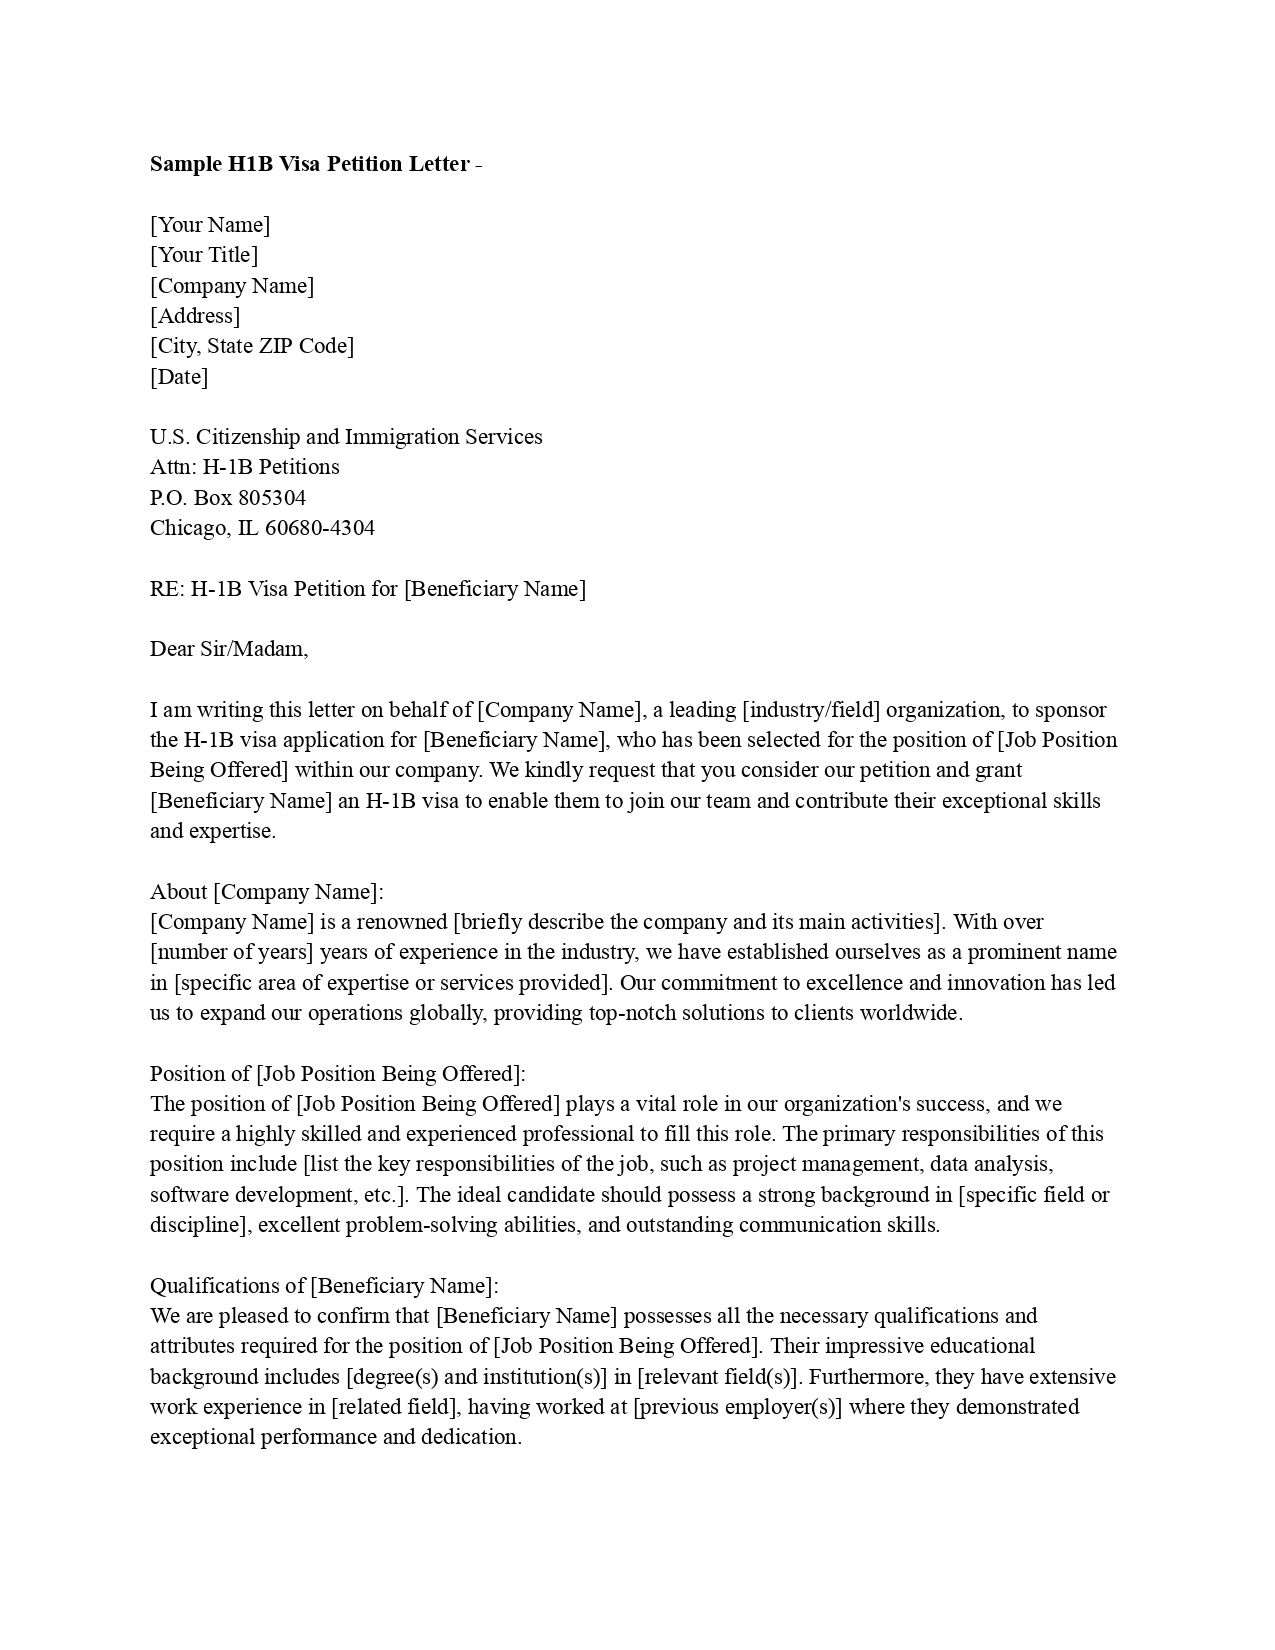 Sample H1B Visa Petition Letter -
[Your Name]
[Your Title]
[Company Name]
[Address]
[City, State ZIP Code]
[Date]
U.S. Citizenship and Immigration Services
Attn: H-1B Petitions
P.O. Box 805304
Chicago, IL 60680-4304
RE: H-1B Visa Petition for [Beneficiary Name]
Dear Sir/Madam,
I am writing this letter on behalf of [Company Name], a leading [industry/field] organization, to sponsor
the H-1B visa application for [Beneficiary Name], who has been selected for the position of [Job Position
Being Offered] within our company. We kindly request that you consider our petition and grant
[Beneficiary Name] an H-1B visa to enable them to join our team and contribute their exceptional skills
and expertise.
About [Company Name]:
[Company Name] is a renowned [briefly describe the company and its main activities]. With over
[number of years] years of experience in the industry, we have established ourselves as a prominent name
in [specific area of expertise or services provided]. Our commitment to excellence and innovation has led
us to expand our operations globally, providing top-notch solutions to clients worldwide.
Position of [Job Position Being Offered]:
The position of [Job Position Being Offered] plays a vital role in our organization's success, and we
require a highly skilled and experienced professional to fill this role. The primary responsibilities of this
position include [list the key responsibilities of the job, such as project management, data analysis,
software development, etc.]. The ideal candidate should possess a strong background in [specific field or
discipline], excellent problem-solving abilities, and outstanding communication skills.
Qualifications of [Beneficiary Name]:
We are pleased to confirm that [Beneficiary Name] possesses all the necessary qualifications and
attributes required for the position of [Job Position Being Offered]. Their impressive educational
background includes [degree(s) and institution(s)] in [relevant field(s)]. Furthermore, they have extensive
work experience in [related field], having worked at [previous employer(s)] where they demonstrated
exceptional performance and dedication.